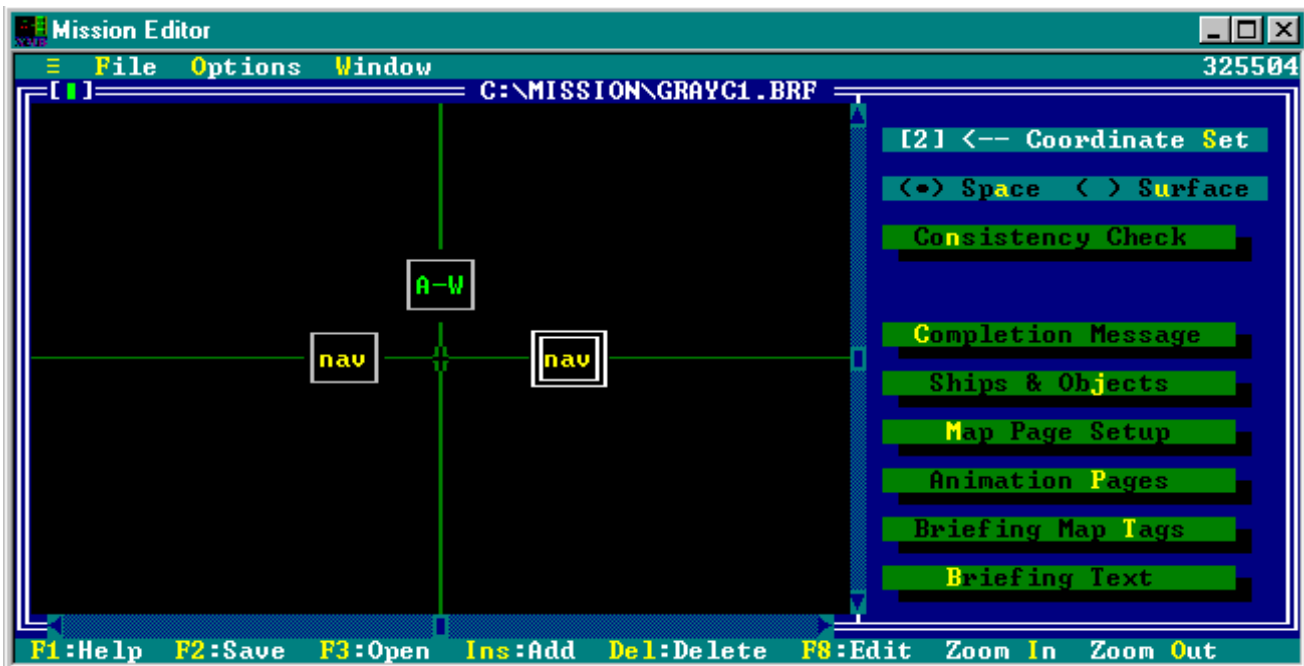 Mission Editor
≡ File Options Window 325504
[▮] C:\MISSION\GRAYC1.BRF
[2] <-- Coordinate Set
(•) Space ( ) Surface
Consistency Check
A-W
nav nav
Completion Message
Ships & Objects
Map Page Setup
Animation Pages
Briefing Map Tags
Briefing Text
F1:Help F2:Save F3:Open Ins:Add Del:Delete F8:Edit Zoom In Zoom Out